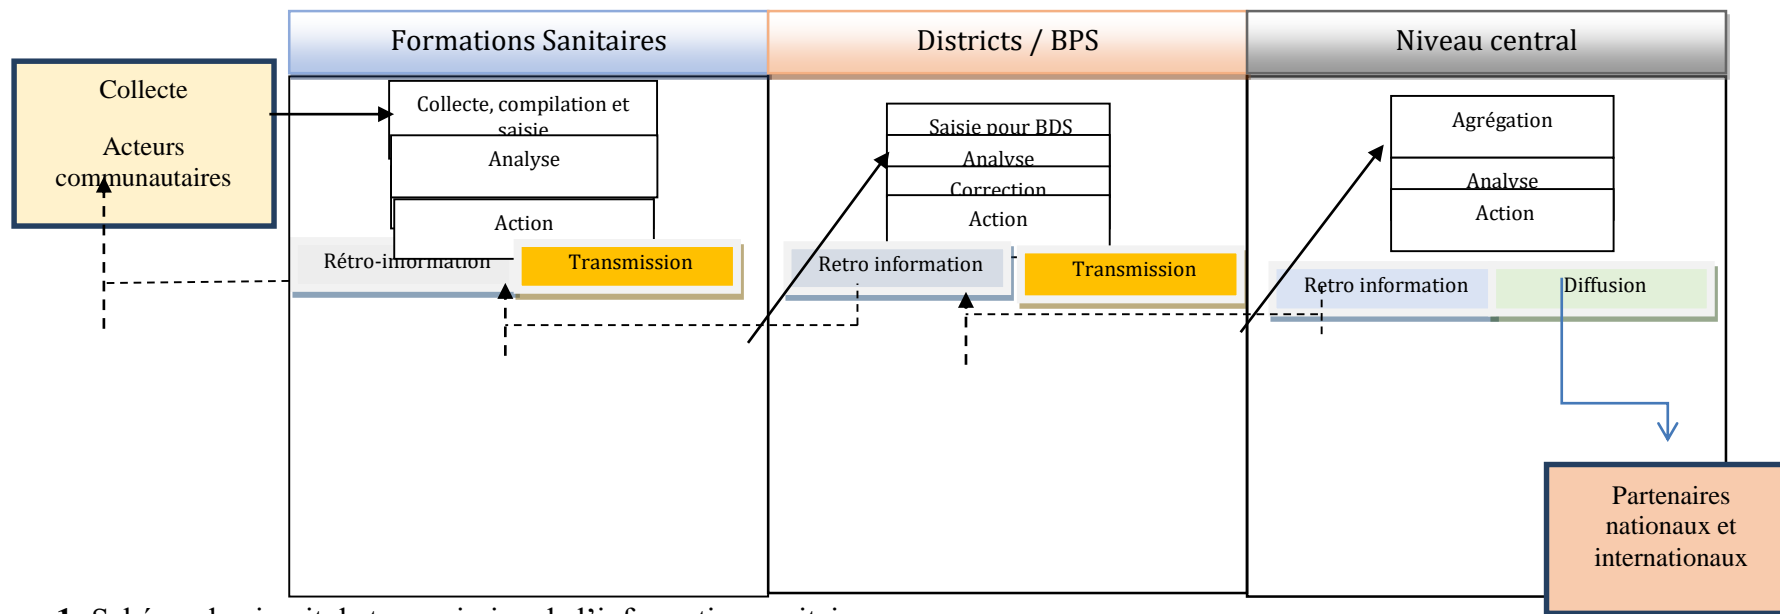 Formations Sanitaires
Districts / BPS
Niveau central
Collecte
Acteurs
communautaires
Collecte, compilation et
saisie
Analyse
Action
Rétro-information
Transmission
Saisie pour BDS
Analyse
Correction
Action
Retro information
Transmission
Agrégation
Analyse
Action
Retro information
Diffusion
Partenaires
nationaux et
internationaux